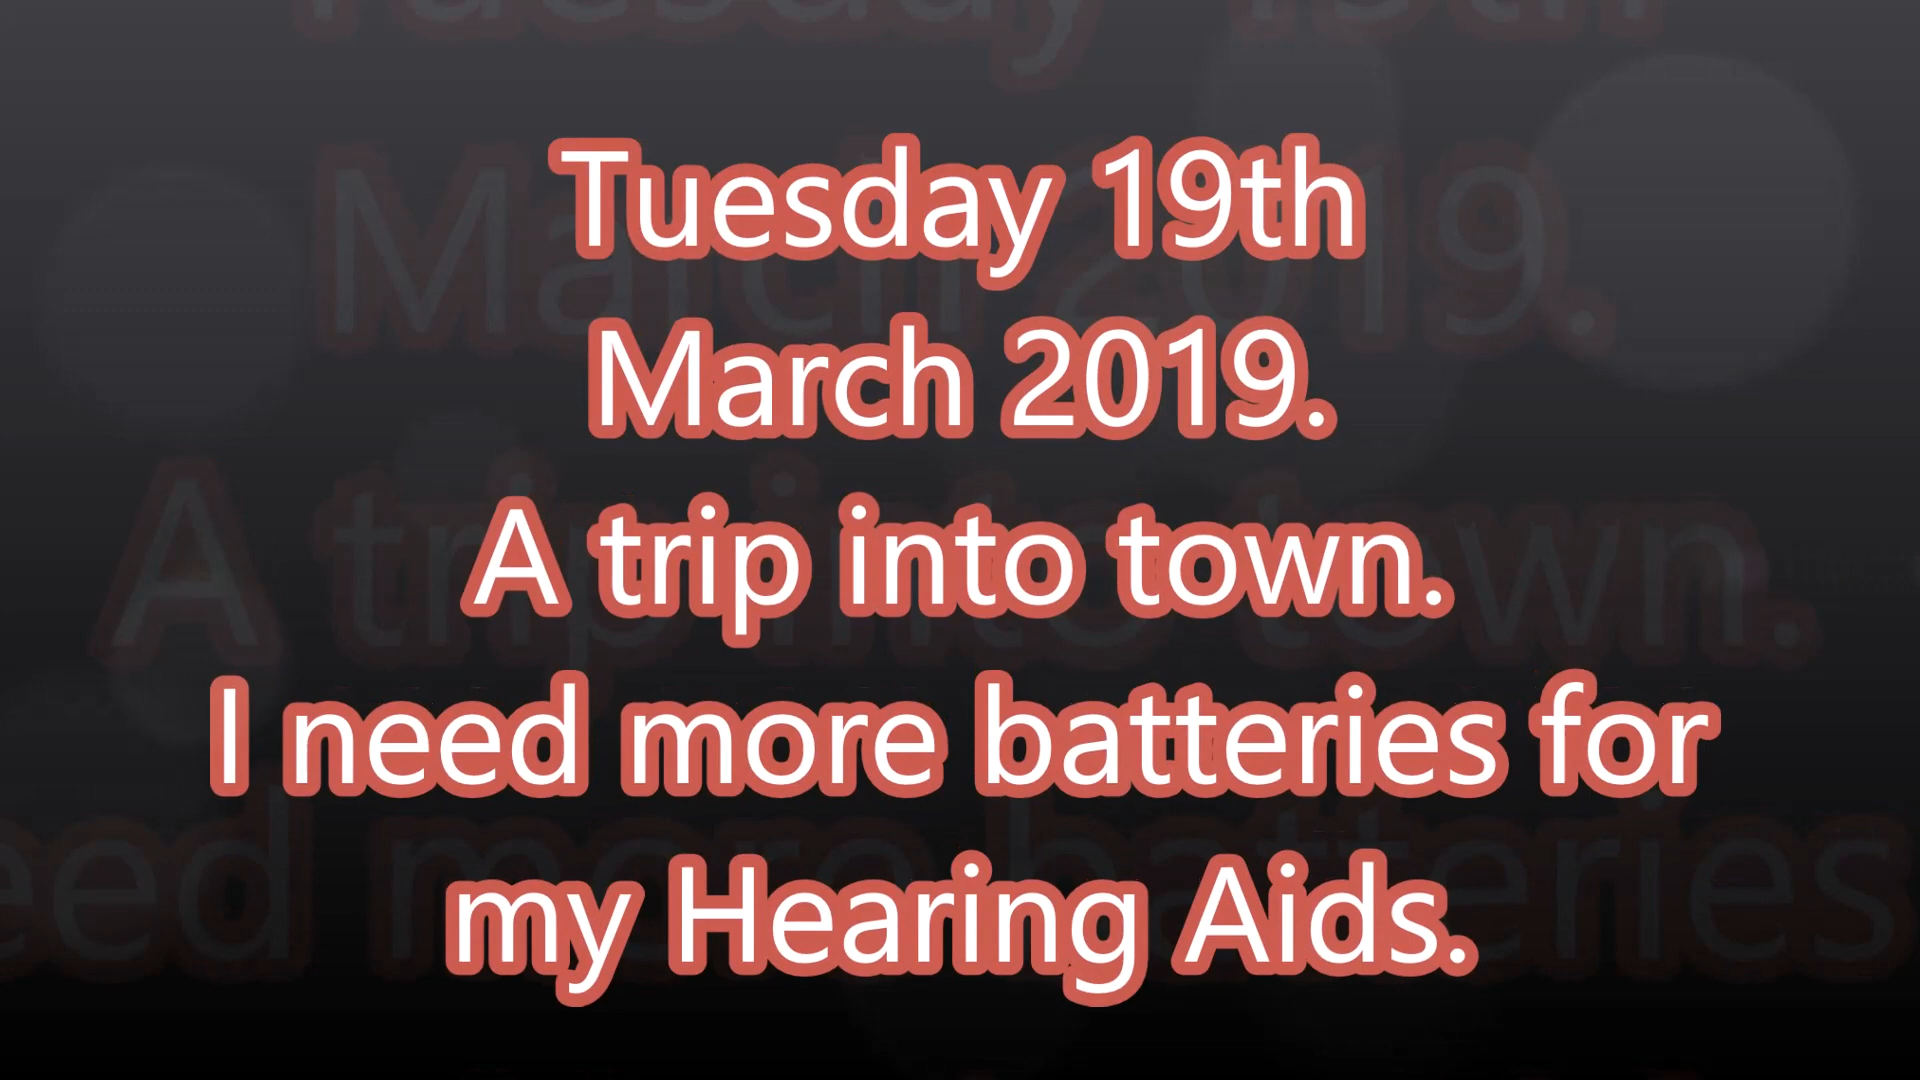 Tuesday 19th
March 2019.
A trip into town.
I need more batteries for
my Hearing Aids.